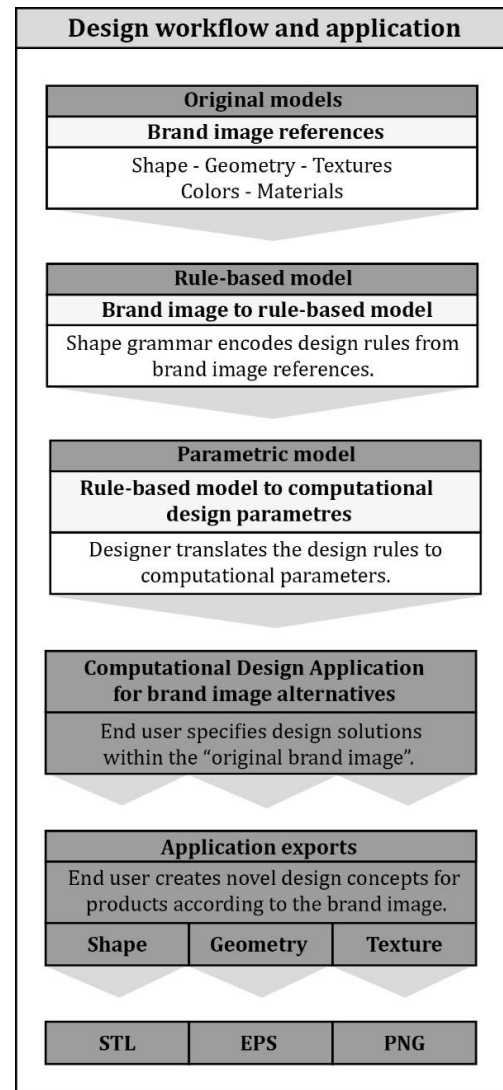 Design workflow and application
Original models
Brand image references
Shape - Geometry - Textures
Colors - Materials
Rule-based model
Brand image to rule-based model
Shape grammar encodes design rules from
brand image references.
Parametric model
Rule-based model to computational
design parametres
Designer translates the design rules to
computational parameters.
Computational Design Application
for brand image alternatives
End user specifies design solutions
within the “original brand image”.
Application exports
End user creates novel design concepts for
products according to the brand image.
Shape Geometry Texture
STL EPS PNG